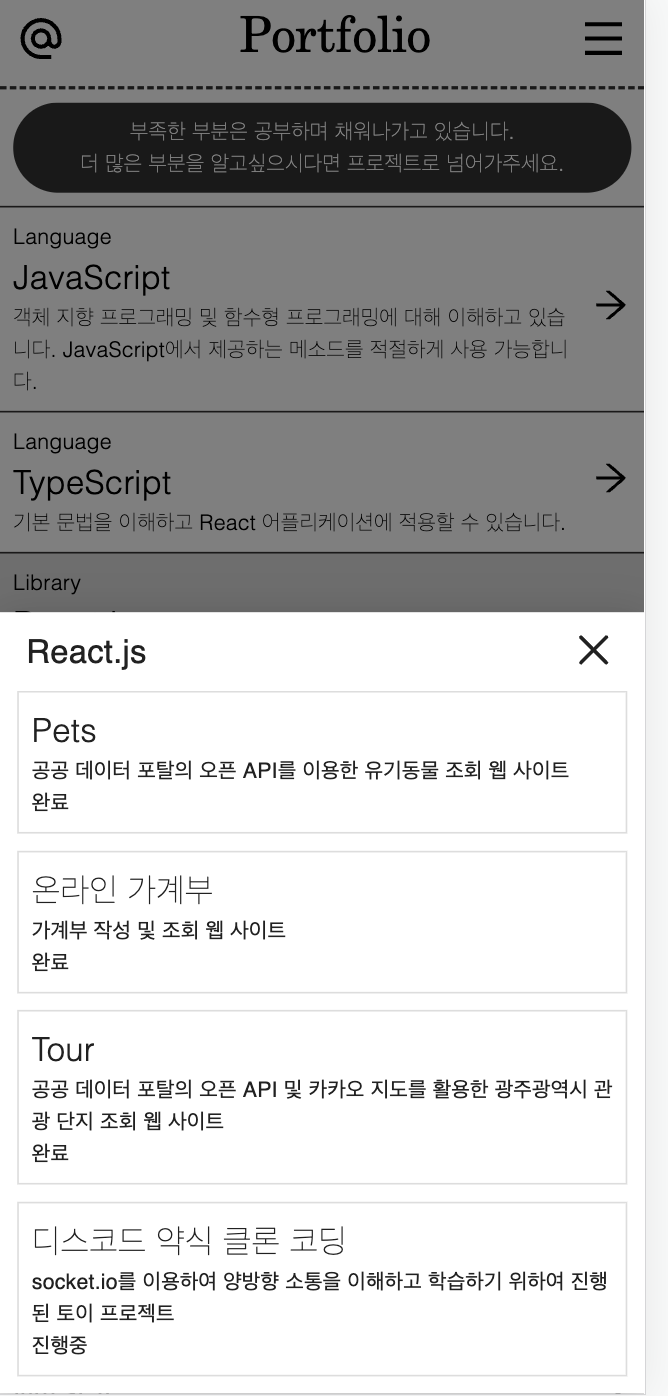 @ Portfolio
부족한 부분은 공부하며 채워나가고 있습니다.
더 많은 부분을 알고싶으시다면 프로젝트로 넘어가주세요.
Language
JavaScript
객체 지향 프로그래밍 및 함수형 프로그래밍에 대해 이해하고 있습
니다. JavaScript에서 제공하는 메소드를 적절하게 사용 가능합니
다.
Language
TypeScript
기본 문법을 이해하고 React 어플리케이션에 적용할 수 있습니다.
Library
React.js
Pets
공공 데이터 포탈의 오픈 API를 이용한 유기동물 조회 웹 사이트
완료
온라인 가계부
가계부 작성 및 조회 웹 사이트
완료
Tour
공공 데이터 포탈의 오픈 API 및 카카오 지도를 활용한 광주광역시 관
광 단지 조회 웹 사이트
완료
디스코드 약식 클론 코딩
socket.io를 이용하여 양방향 소통을 이해하고 학습하기 위하여 진행
된 토이 프로젝트
진행중